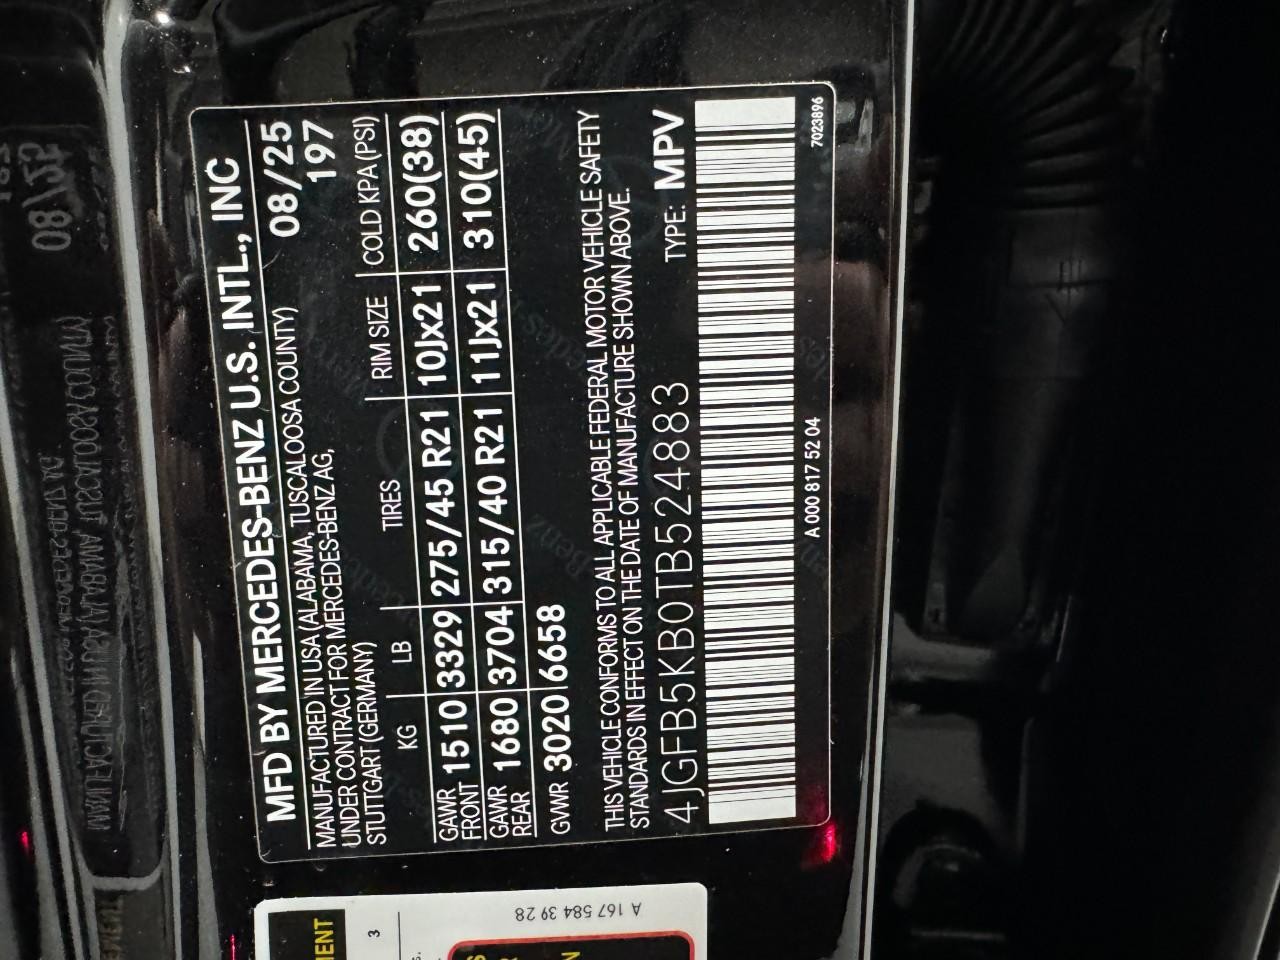 MFD BY MERCEDES-BENZ U.S. INTL., INC
MANUFACTURED IN USA (ALABAMA, TUSCALOOSA COUNTY) 08/25
UNDER CONTRACT FOR MERCEDES-BENZ AG, 197
STUTTGART (GERMANY)
KG LB TIRES RIM SIZE COLD KPA (PSI)
GAWR FRONT 1510 3329 275/45 R21 10Jx21 260(38)
GAWR REAR 1680 3704 315/40 R21 11Jx21 310(45)
GVWR 3020 6658
THIS VEHICLE CONFORMS TO ALL APPLICABLE FEDERAL MOTOR VEHICLE SAFETY
STANDARDS IN EFFECT ON THE DATE OF MANUFACTURE SHOWN ABOVE.
4JGFB5KB0TB524883 TYPE: MPV
A 000 817 52 04 7023896
A 167 584 39 28
3